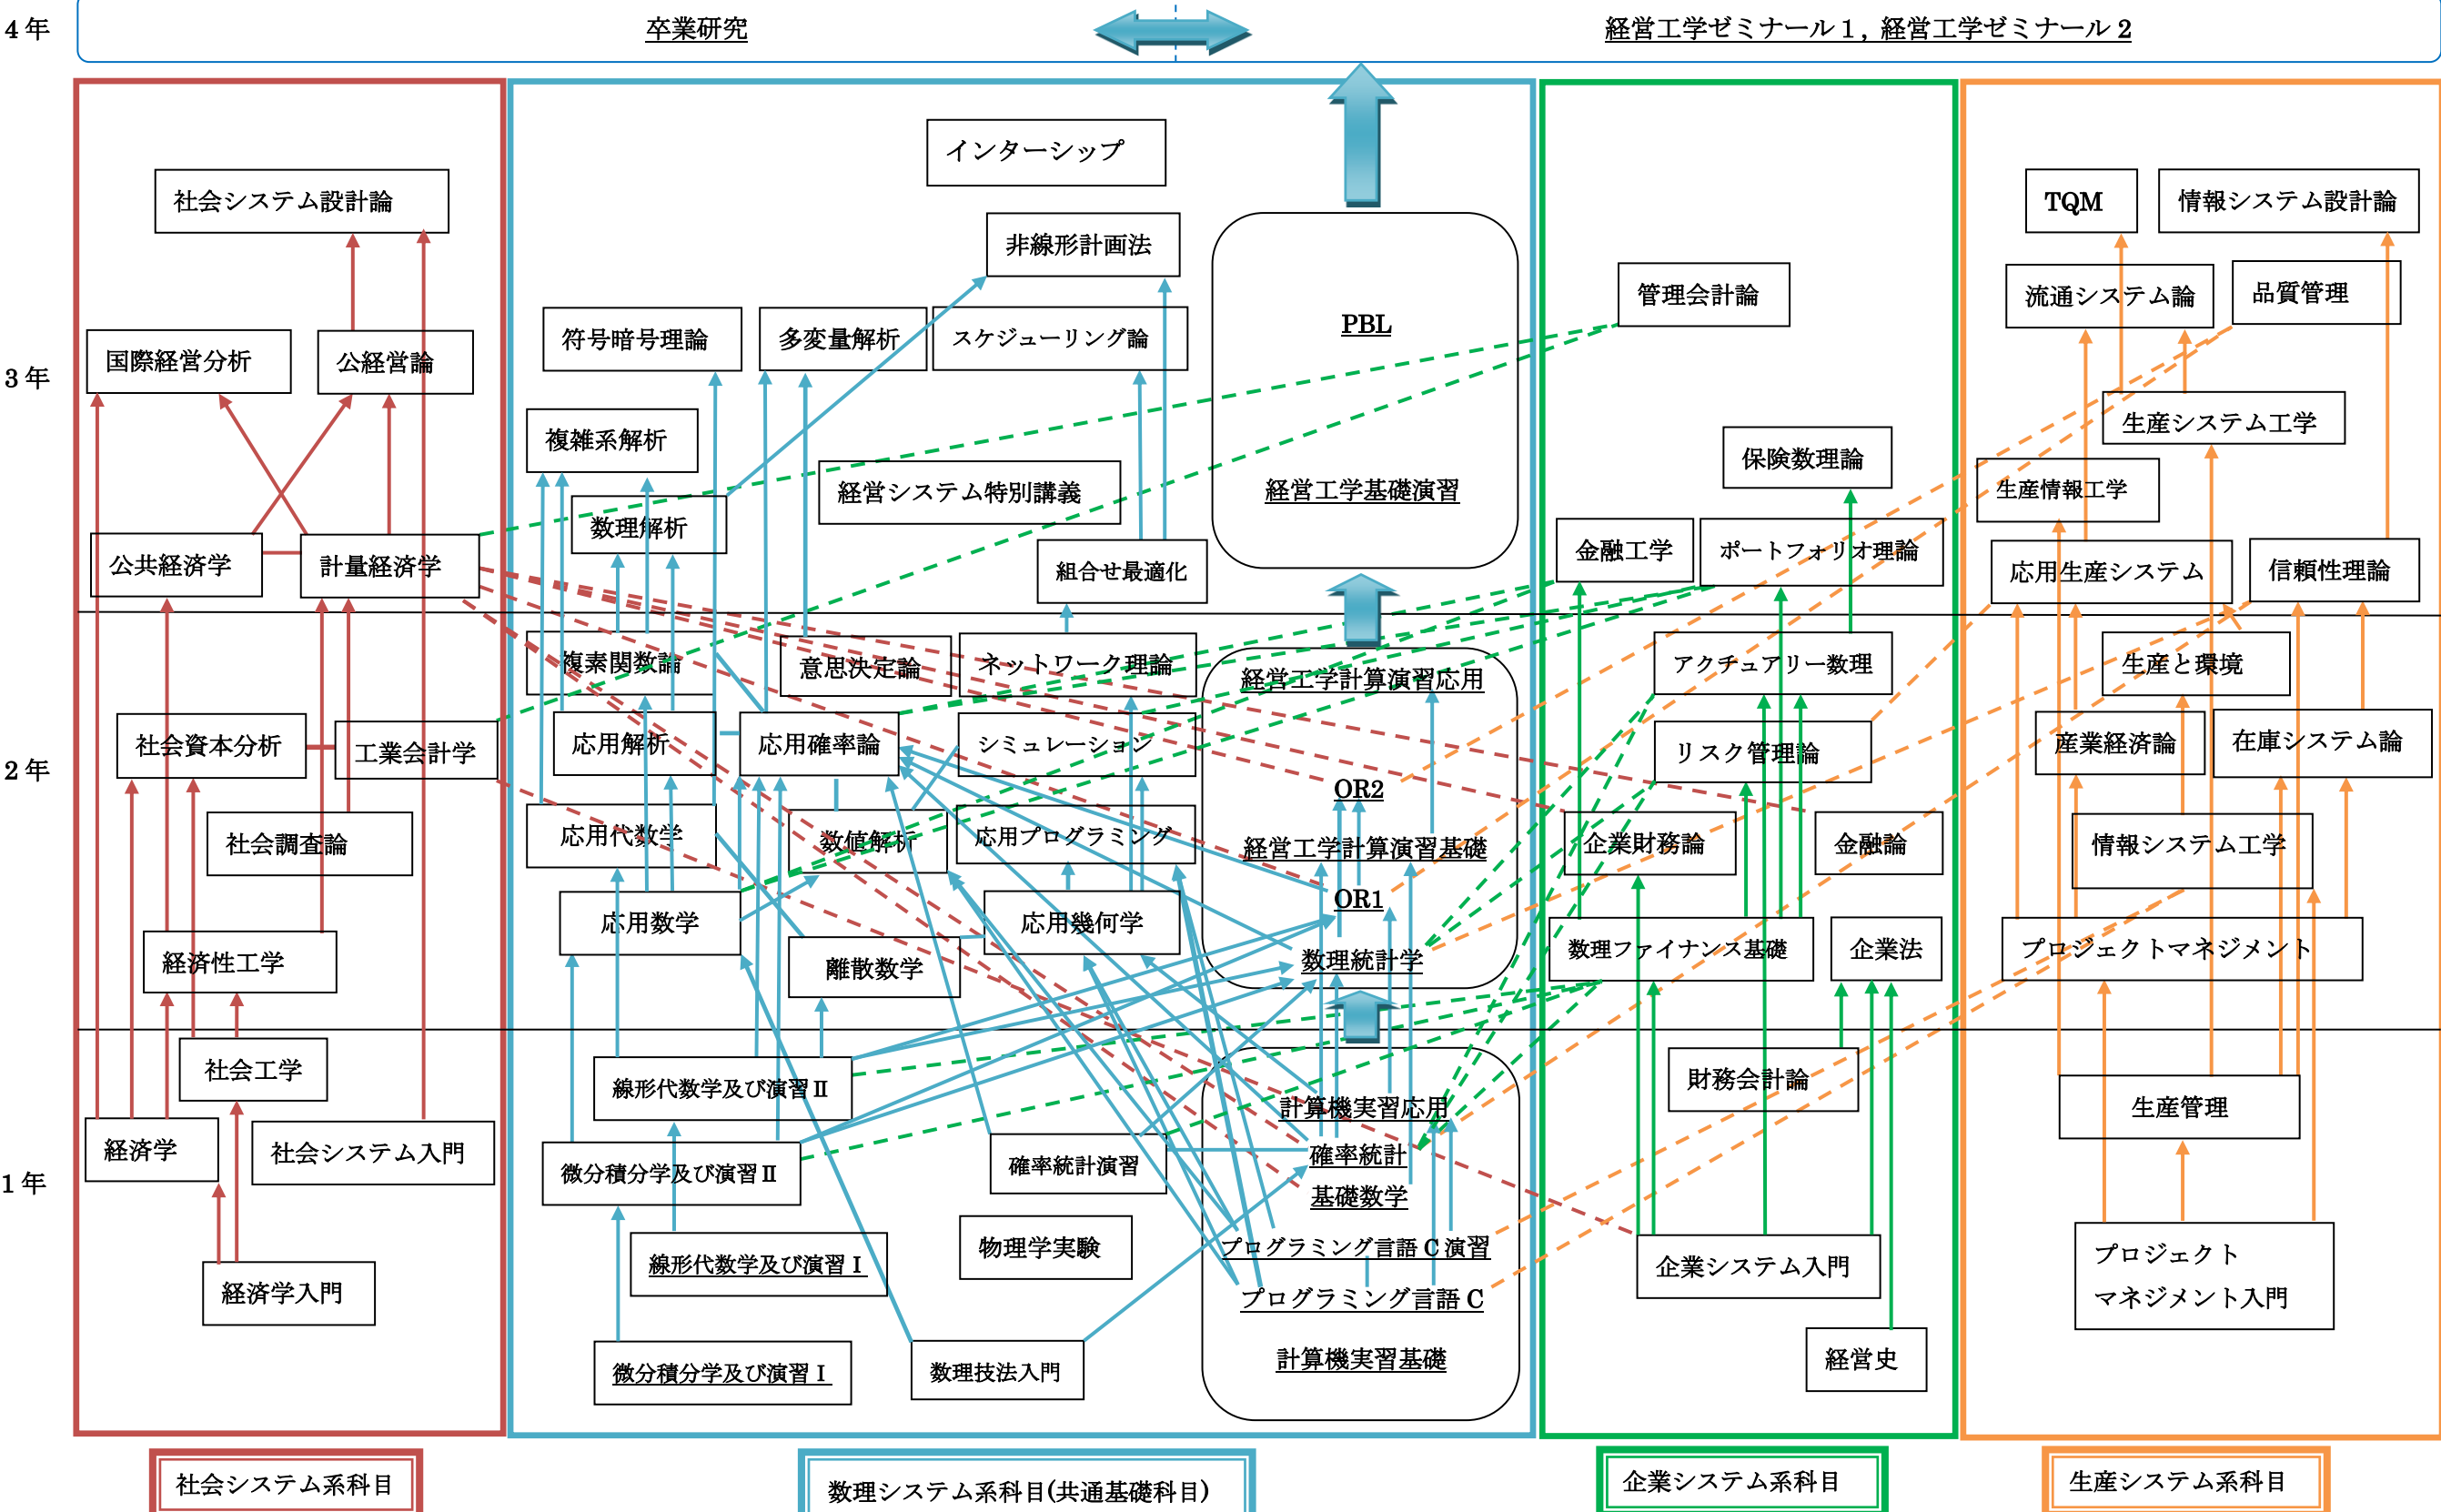 4 年
卒業研究
経営工学ゼミナール 1，経営工学ゼミナール 2
3 年
2 年
1 年
社会システム設計論
国際経営分析
公経営論
公共経済学
計量経済学
社会資本分析
工業会計学
社会調査論
経済性工学
社会工学
経済学
社会システム入門
経済学入門
社会システム系科目
インターシップ
非線形計画法
符号暗号理論
多変量解析
スケジューリング論
複雑系解析
経営システム特別講義
数理解析
組合せ最適化
複素関数論
意思決定論
ネットワーク理論
応用解析
応用確率論
シミュレーション
応用代数学
数値解析
応用プログラミング
応用数学
離散数学
応用幾何学
線形代数学及び演習Ⅱ
微分積分学及び演習Ⅱ
確率統計演習
線形代数学及び演習Ⅰ
物理学実験
微分積分学及び演習Ⅰ
数理技法入門
PBL
経営工学基礎演習
経営工学計算演習応用
OR2
経営工学計算演習基礎
OR1
数理統計学
計算機実習応用
確率統計
基礎数学
プログラミング言語 C 演習
プログラミング言語 C
計算機実習基礎
数理システム系科目(共通基礎科目)
管理会計論
保険数理論
金融工学
ポートフォリオ理論
アクチュアリー数理
リスク管理論
企業財務論
金融論
数理ファイナンス基礎
企業法
財務会計論
企業システム入門
経営史
企業システム系科目
TQM
情報システム設計論
流通システム論
品質管理
生産システム工学
生産情報工学
応用生産システム
信頼性理論
生産と環境
産業経済論
在庫システム論
情報システム工学
プロジェクトマネジメント
生産管理
プロジェクト
マネジメント入門
生産システム系科目